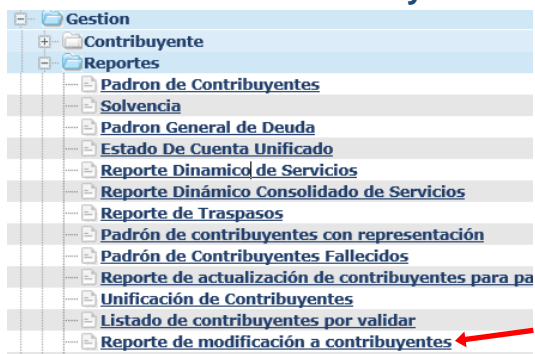 Gestion
Contribuyente
Reportes
Padron de Contribuyentes
Solvencia
Padron General de Deuda
Estado De Cuenta Unificado
Reporte Dinamico de Servicios
Reporte Dinámico Consolidado de Servicios
Reporte de Traspasos
Padrón de contribuyentes con representación
Padrón de Contribuyentes Fallecidos
Reporte de actualización de contribuyentes para pa
Unificación de Contribuyentes
Listado de contribuyentes por validar
Reporte de modificación a contribuyentes